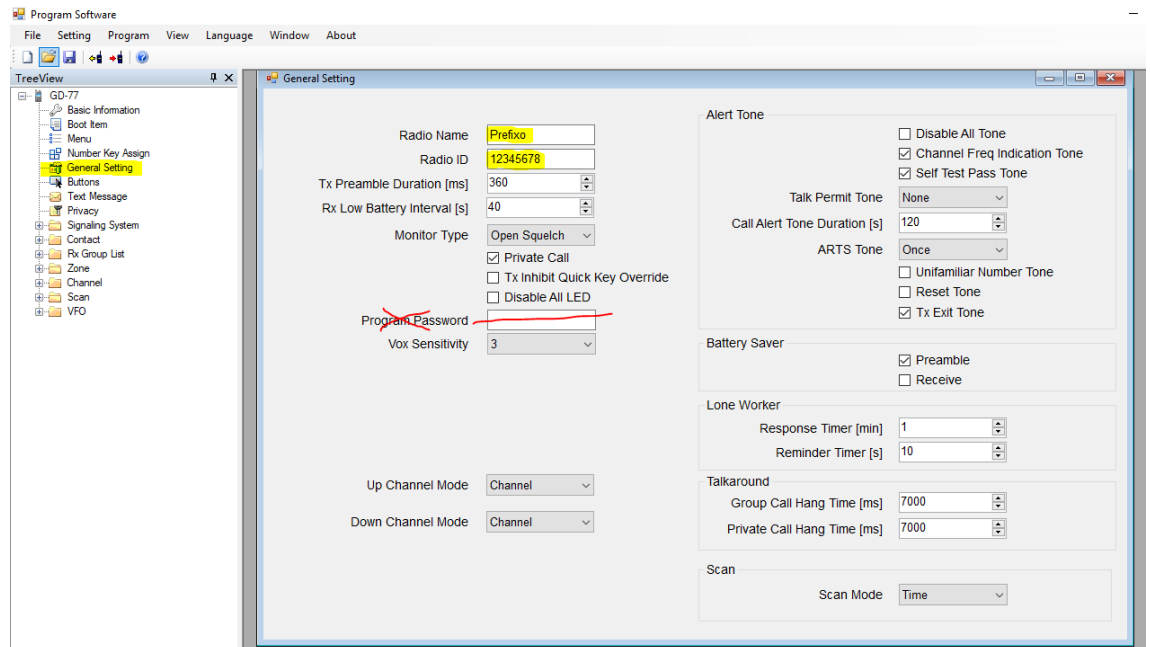 Program Software
File Setting Program View Language Window About
TreeView
GD-77
Basic Information
Boot Item
Menu
Number Key Assign
General Setting
Buttons
Text Message
Privacy
Signaling System
Contact
Rx Group List
Zone
Channel
Scan
VFO
General Setting
Radio Name Prefixo
Radio ID 12345678
Tx Preamble Duration [ms] 360
Rx Low Battery Interval [s] 40
Monitor Type Open Squelch
Private Call
Tx Inhibit Quick Key Override
Disable All LED
Program Password
Vox Sensitivity 3
Up Channel Mode Channel
Down Channel Mode Channel
Alert Tone
Disable All Tone
Channel Freq Indication Tone
Self Test Pass Tone
Talk Permit Tone None
Call Alert Tone Duration [s] 120
ARTS Tone Once
Unifamiliar Number Tone
Reset Tone
Tx Exit Tone
Battery Saver
Preamble
Receive
Lone Worker
Response Timer [min] 1
Reminder Timer [s] 10
Talkaround
Group Call Hang Time [ms] 7000
Private Call Hang Time [ms] 7000
Scan
Scan Mode Time